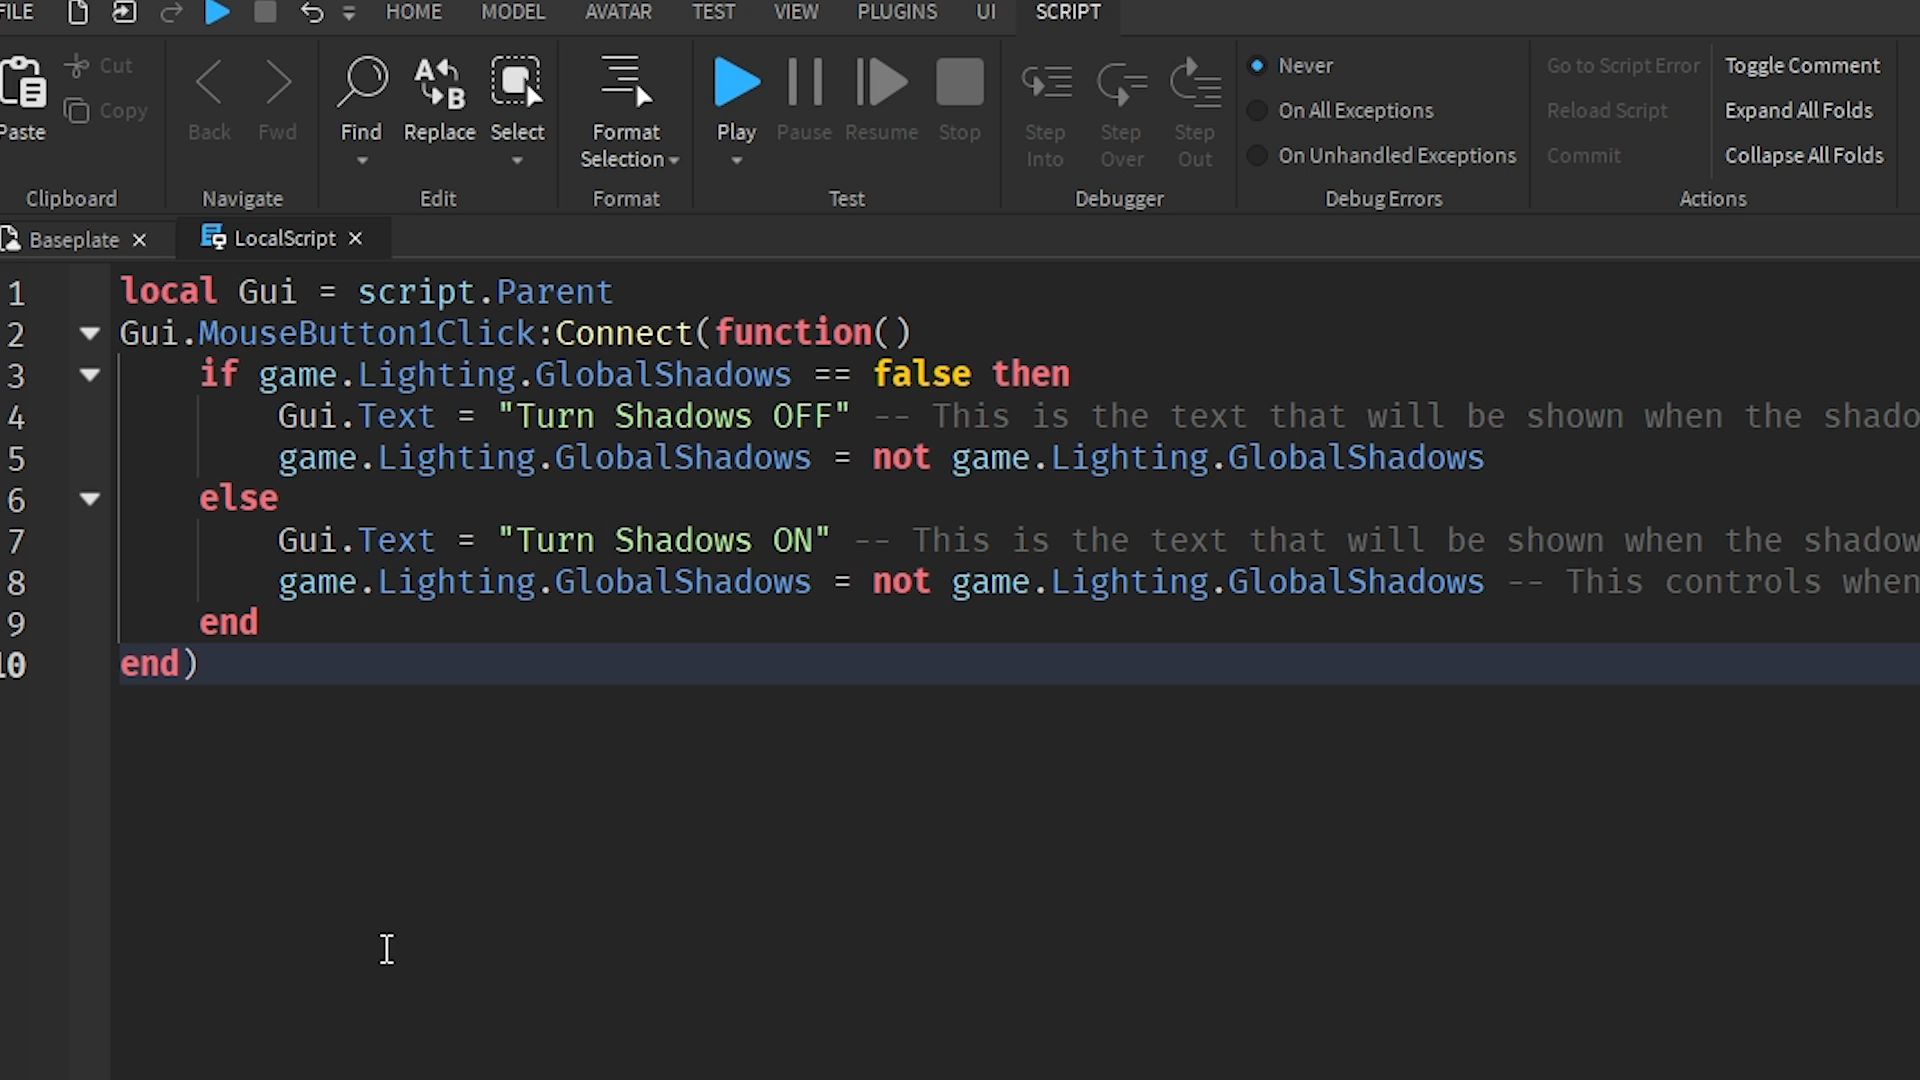 FILE HOME MODEL AVATAR TEST VIEW PLUGINS UI SCRIPT
Paste Cut Copy
Back Fwd
Find Replace Select
Format Selection
Play Pause Resume Stop
Step Into Step Over Step Out
Never
On All Exceptions
On Unhandled Exceptions
Go to Script Error
Reload Script
Commit
Toggle Comment
Expand All Folds
Collapse All Folds
Clipboard Navigate Edit Format Test Debugger Debug Errors Actions
Baseplate LocalScript
1 local Gui = script.Parent
2 Gui.MouseButton1Click:Connect(function()
3 if game.Lighting.GlobalShadows == false then
4 Gui.Text = "Turn Shadows OFF" -- This is the text that will be shown when the shado
5 game.Lighting.GlobalShadows = not game.Lighting.GlobalShadows
6 else
7 Gui.Text = "Turn Shadows ON" -- This is the text that will be shown when the shadow
8 game.Lighting.GlobalShadows = not game.Lighting.GlobalShadows -- This controls when
9 end
10 end)